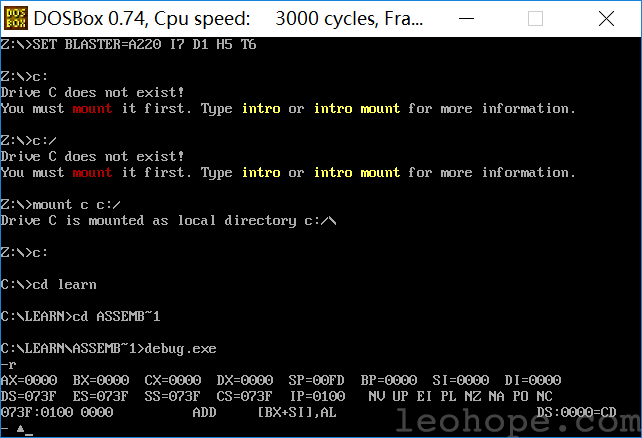 DOS BOX
DOSBox 0.74, Cpu speed:    3000 cycles, Fra...
Z:\>SET BLASTER=A220 I7 D1 H5 T6
Z:\>c:
Drive C does not exist!
You must mount it first. Type intro or intro mount for more information.
Z:\>c:/
Drive C does not exist!
You must mount it first. Type intro or intro mount for more information.
Z:\>mount c c:/
Drive C is mounted as local directory c:/\
Z:\>c:
C:\>cd learn
C:\LEARN>cd ASSEMB~1
C:\LEARN\ASSEMB~1>debug.exe
-r
AX=0000  BX=0000  CX=0000  DX=0000  SP=00FD  BP=0000  SI=0000  DI=0000
DS=073F  ES=073F  SS=073F  CS=073F  IP=0100   NV UP EI PL NZ NA PO NC
073F:0100 0000          ADD     [BX+SI],AL                         DS:0000=CD
- ▲_
leohope.com